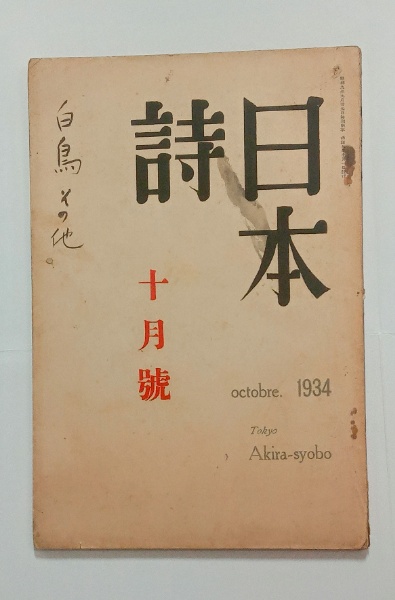 日本
詩
十月號
octobre. 1934
Tokyo
Akira-syobo
白鳥 その他